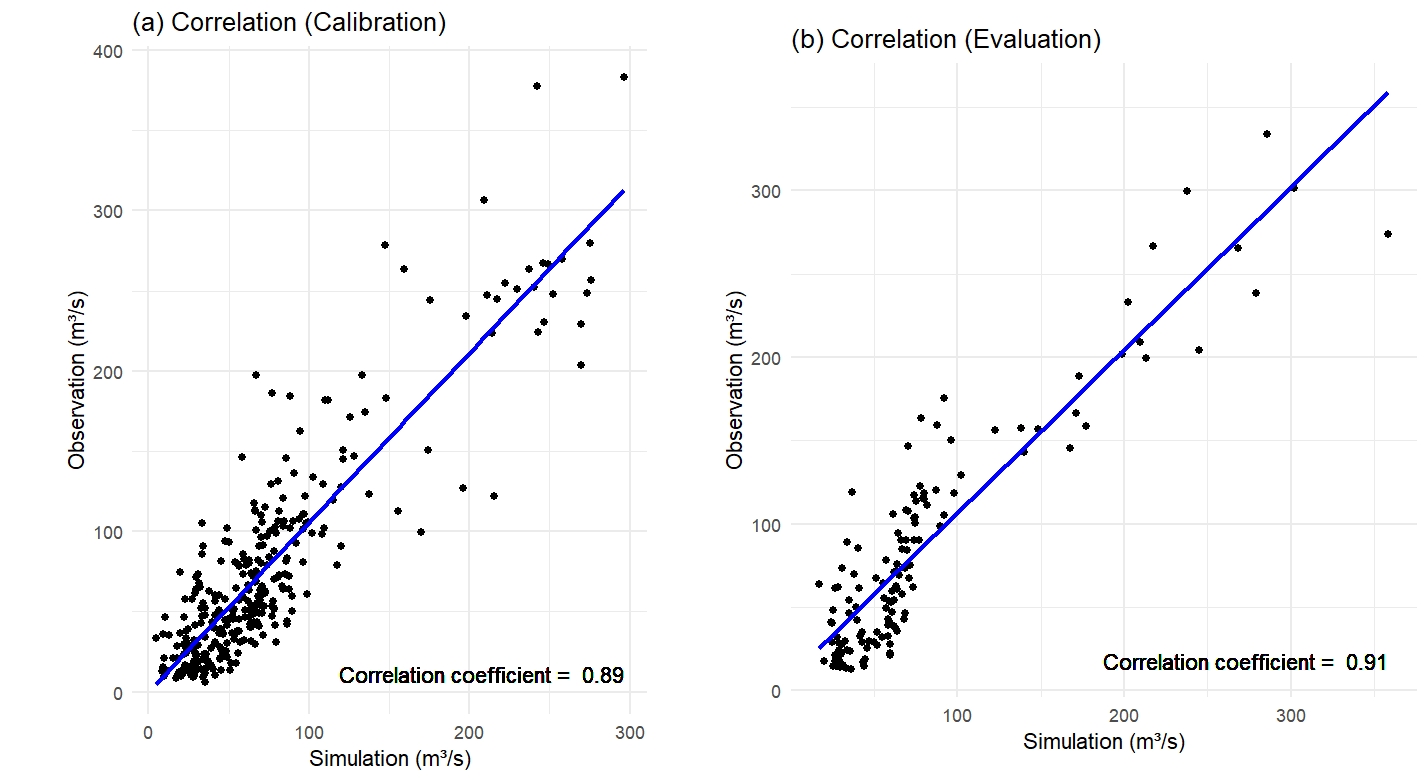 (a) Correlation (Calibration)
400
300
200
100
0
Observation (m³/s)
Correlation coefficient = 0.89
0 100 200 300
Simulation (m³/s)
(b) Correlation (Evaluation)
300
200
100
0
Observation (m³/s)
Correlation coefficient = 0.91
100 200 300
Simulation (m³/s)